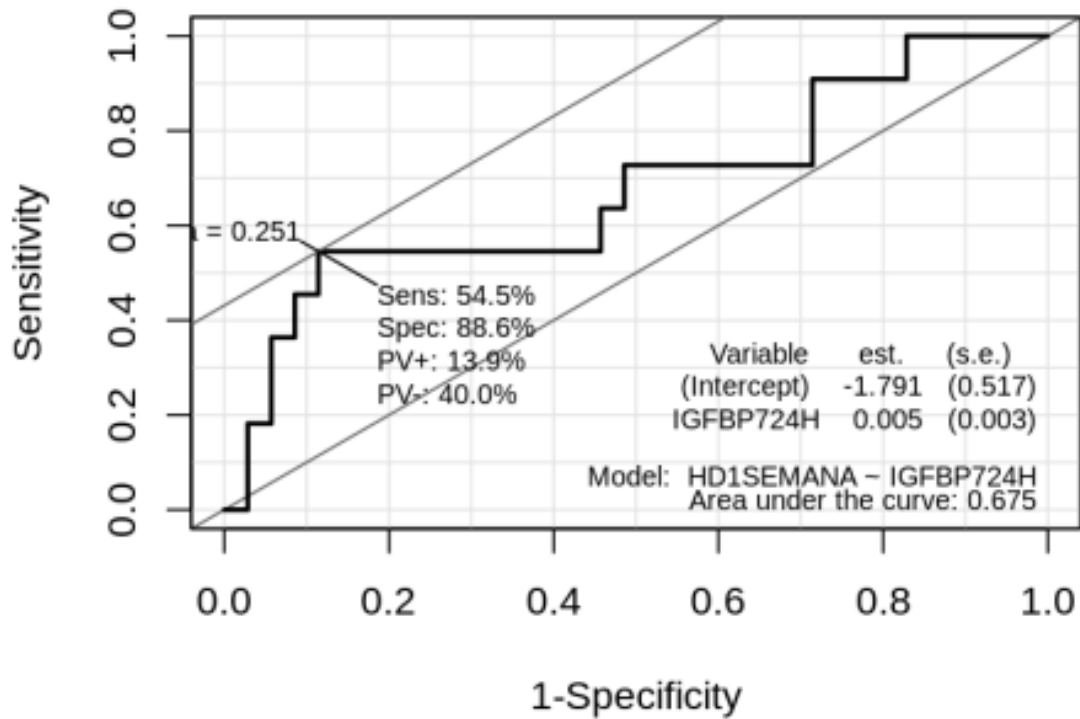 Sensitivity
1.0
0.8
0.6
0.4
0.2
0.0
= 0.251
Sens: 54.5%
Spec: 88.6%
PV+: 13.9%
PV-: 40.0%
Variable est. (s.e.)
(Intercept) -1.791 (0.517)
IGFBP724H 0.005 (0.003)
Model: HD1SEMANA ~ IGFBP724H
Area under the curve: 0.675
0.0 0.2 0.4 0.6 0.8 1.0
1-Specificity